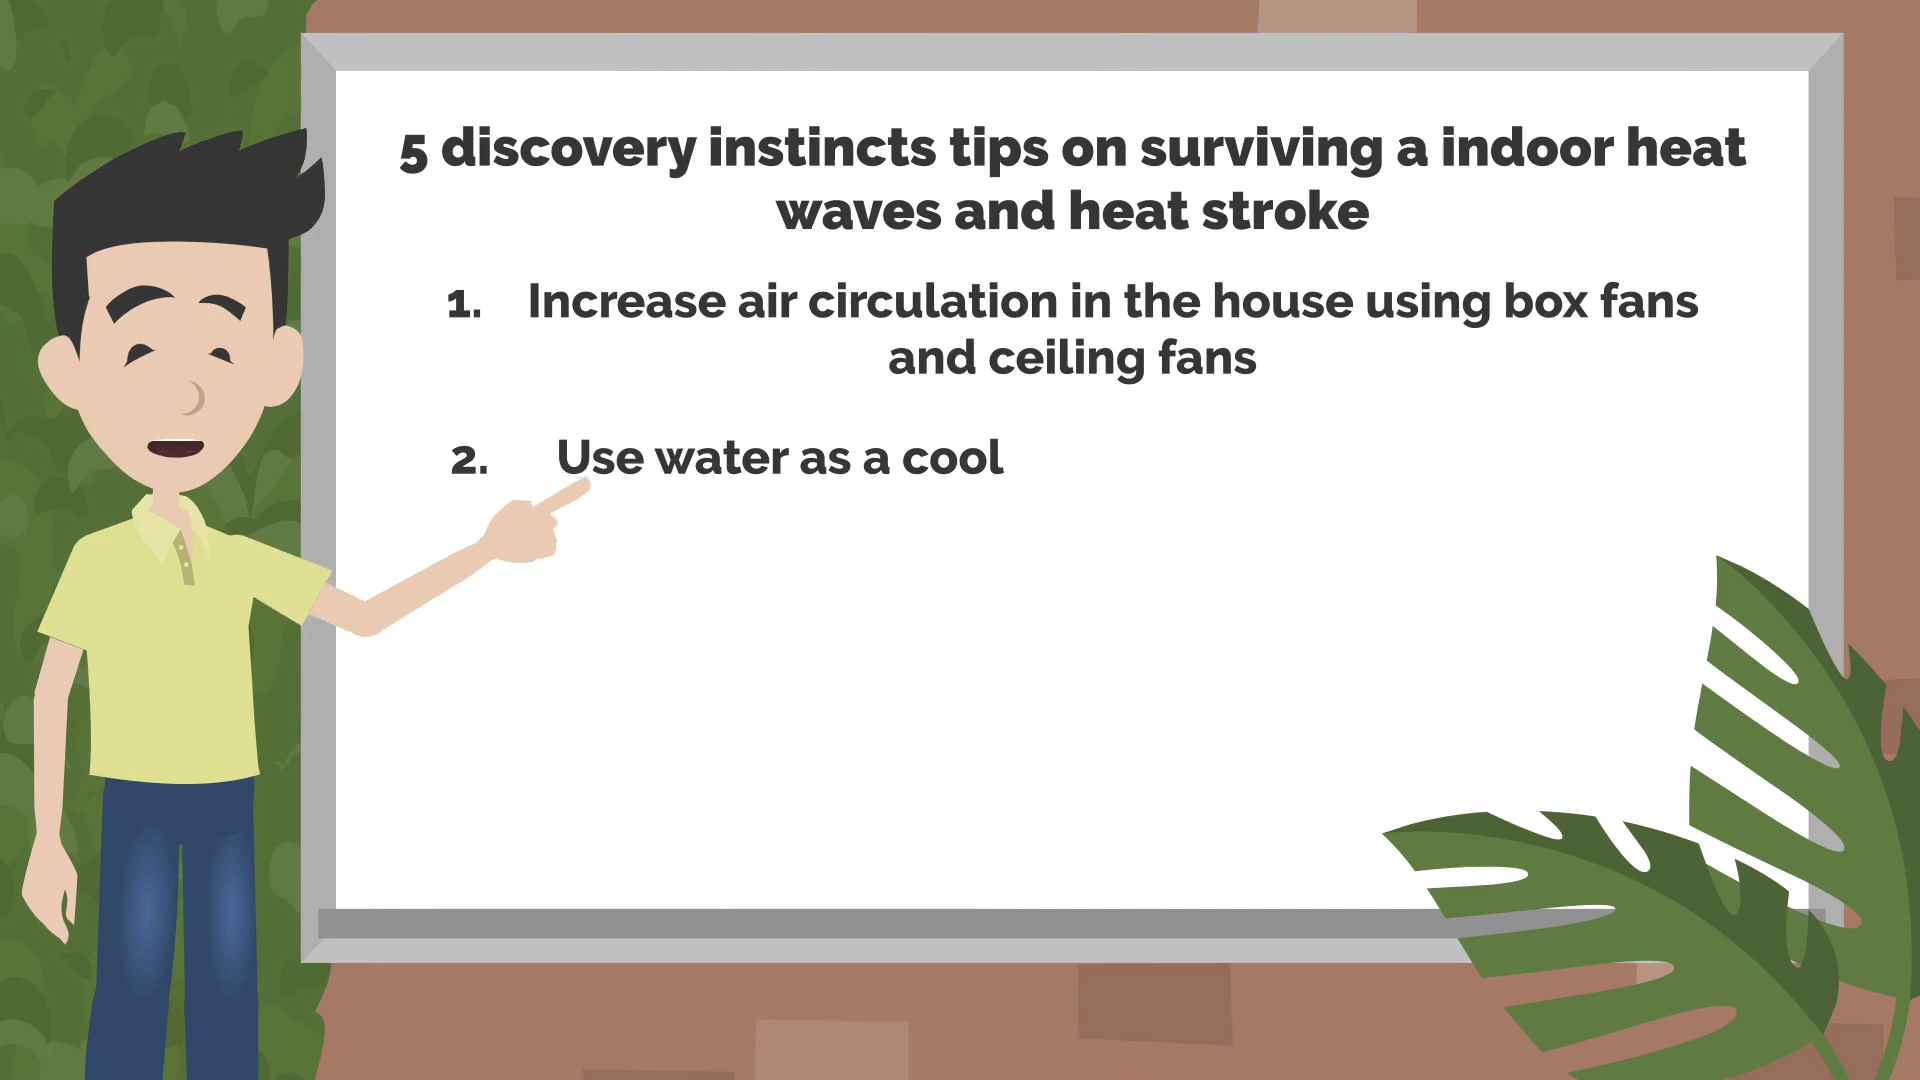 5 discovery instincts tips on surviving a indoor heat
waves and heat stroke
1. Increase air circulation in the house using box fans
and ceiling fans
2. Use water as a cool